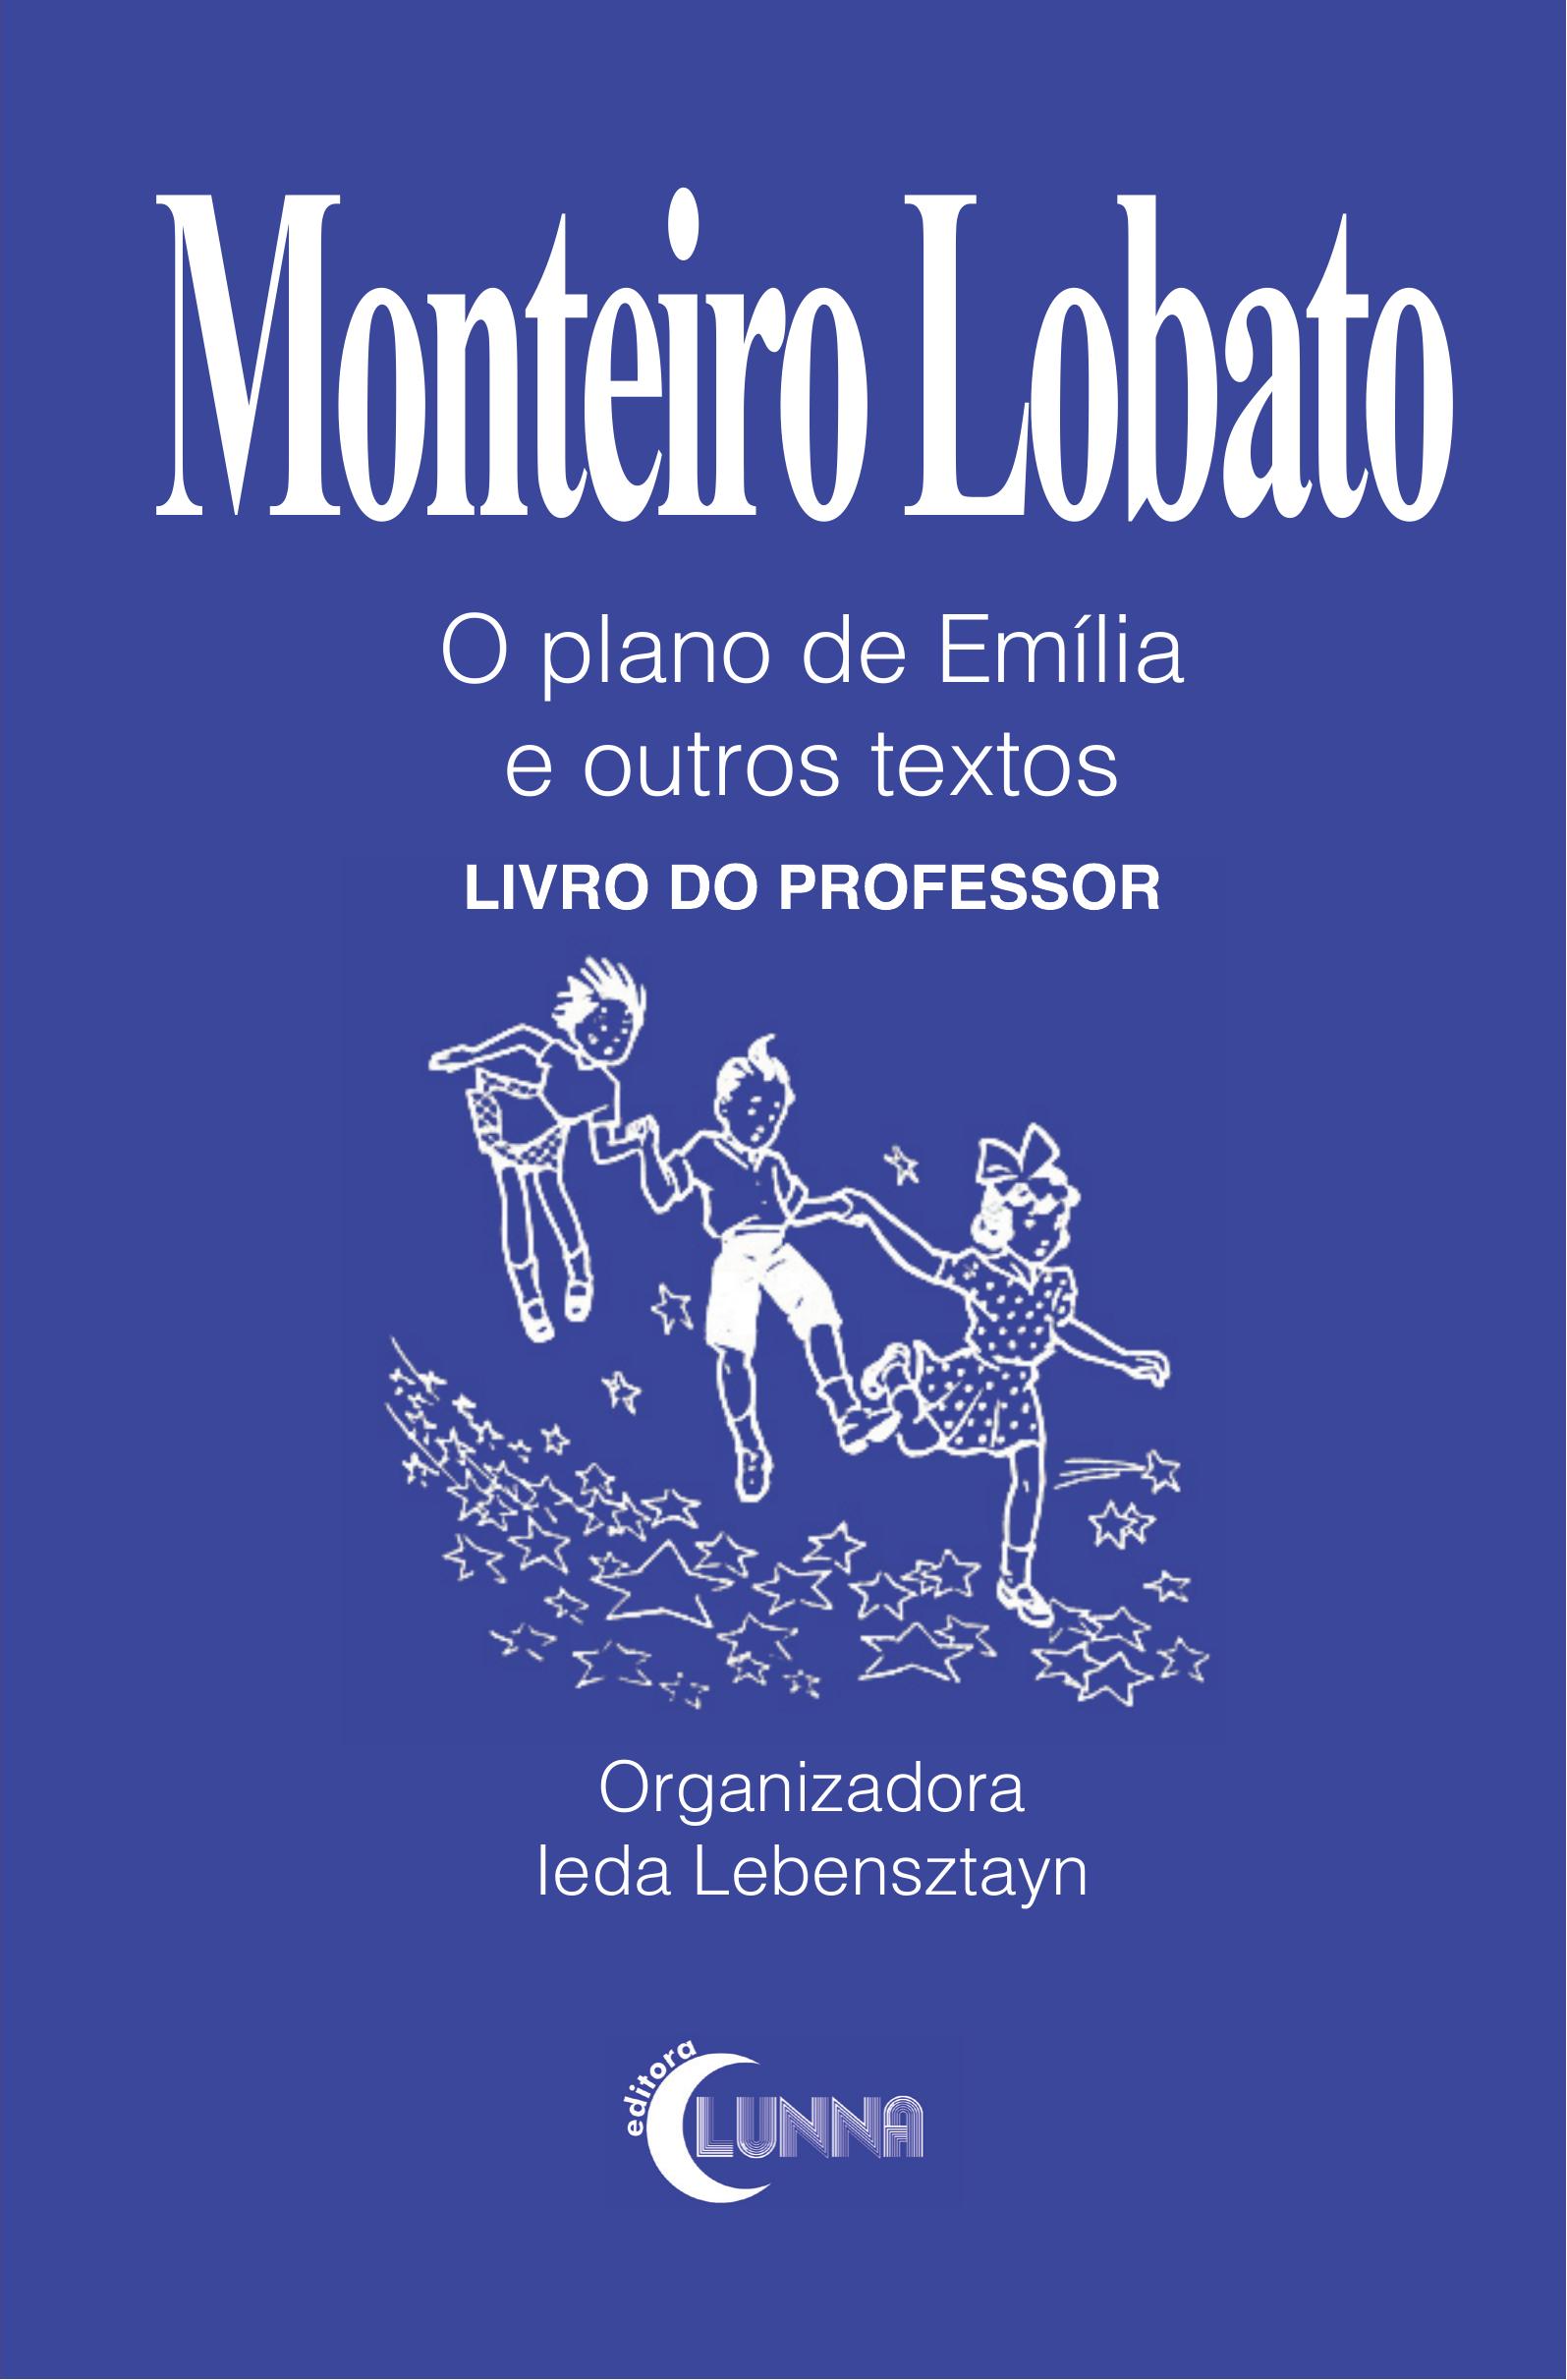 Monteiro Lobato
O plano de Emília
e outros textos
LIVRO DO PROFESSOR
Organizadora
Ieda Lebensztayn
editora
LUNNA